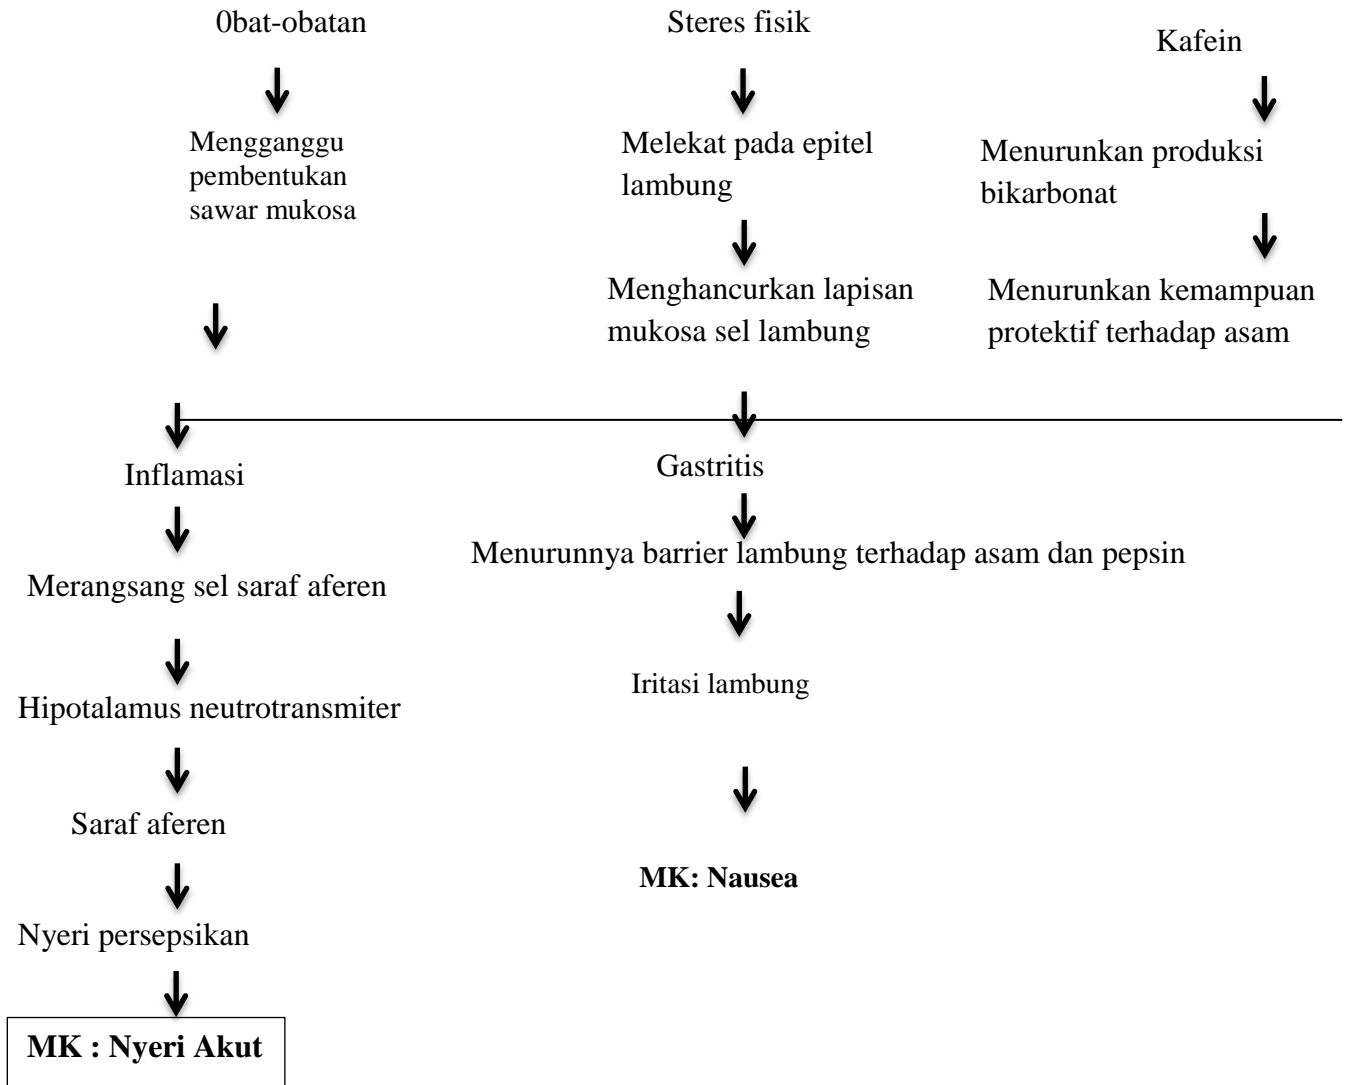 0bat-obatan
Steres fisik
Kafein
Mengganggu
pembentukan
sawar mukosa
Melekat pada epitel
lambung
Menurunkan produksi
bikarbonat
Menghancurkan lapisan
mukosa sel lambung
Menurunkan kemampuan
protektif terhadap asam
Inflamasi
Gastritis
Menurunnya barrier lambung terhadap asam dan pepsin
Merangsang sel saraf aferen
Iritasi lambung
Hipotalamus neutrotransmiter
Saraf aferen
MK: Nausea
Nyeri persepsikan
MK : Nyeri Akut